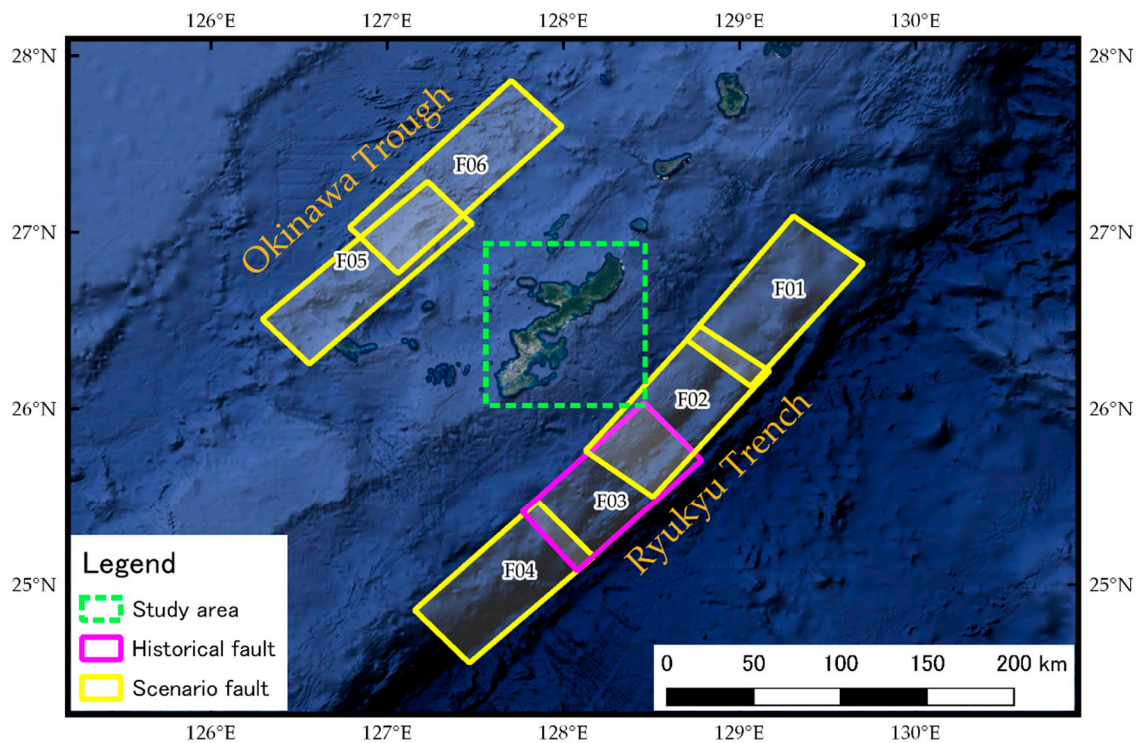 126°E 127°E 128°E 129°E 130°E
28°N 28°N
Okinawa Trough
F06
27°N 27°N
F05
F01
26°N 26°N
F02
Ryukyu Trench
F03
F04
25°N 25°N
Legend
Study area
Historical fault
Scenario fault
0 50 100 150 200 km
126°E 127°E 128°E 129°E 130°E